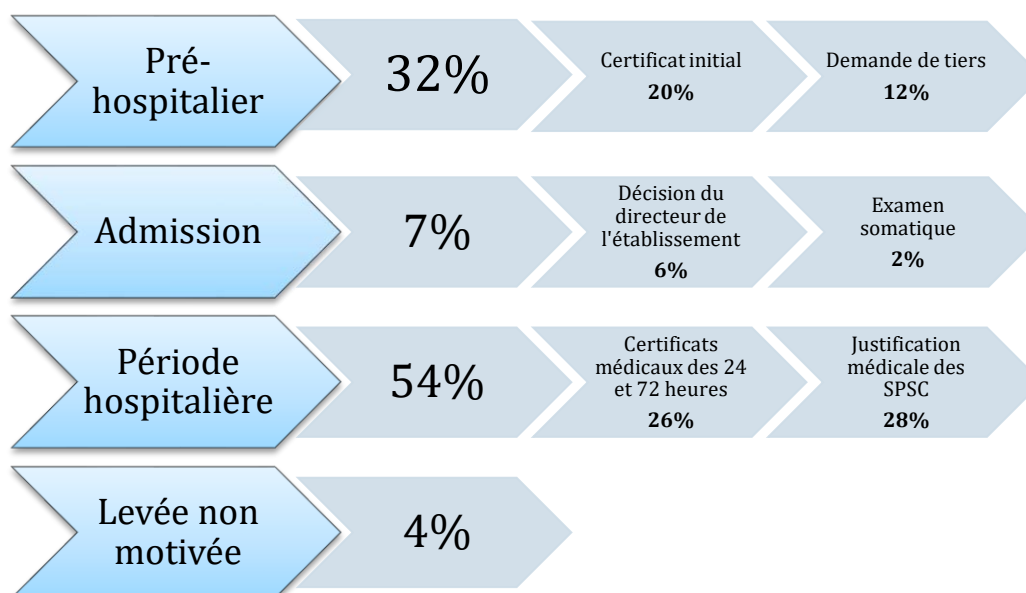 Pré-
hospitalier
32%
Certificat initial
20%
Demande de tiers
12%
Admission
7%
Décision du
directeur de
l'établissement
6%
Examen
somatique
2%
Période
hospitalière
54%
Certificats
médicaux des 24
et 72 heures
26%
Justification
médicale des
SPSC
28%
Levée non
motivée
4%